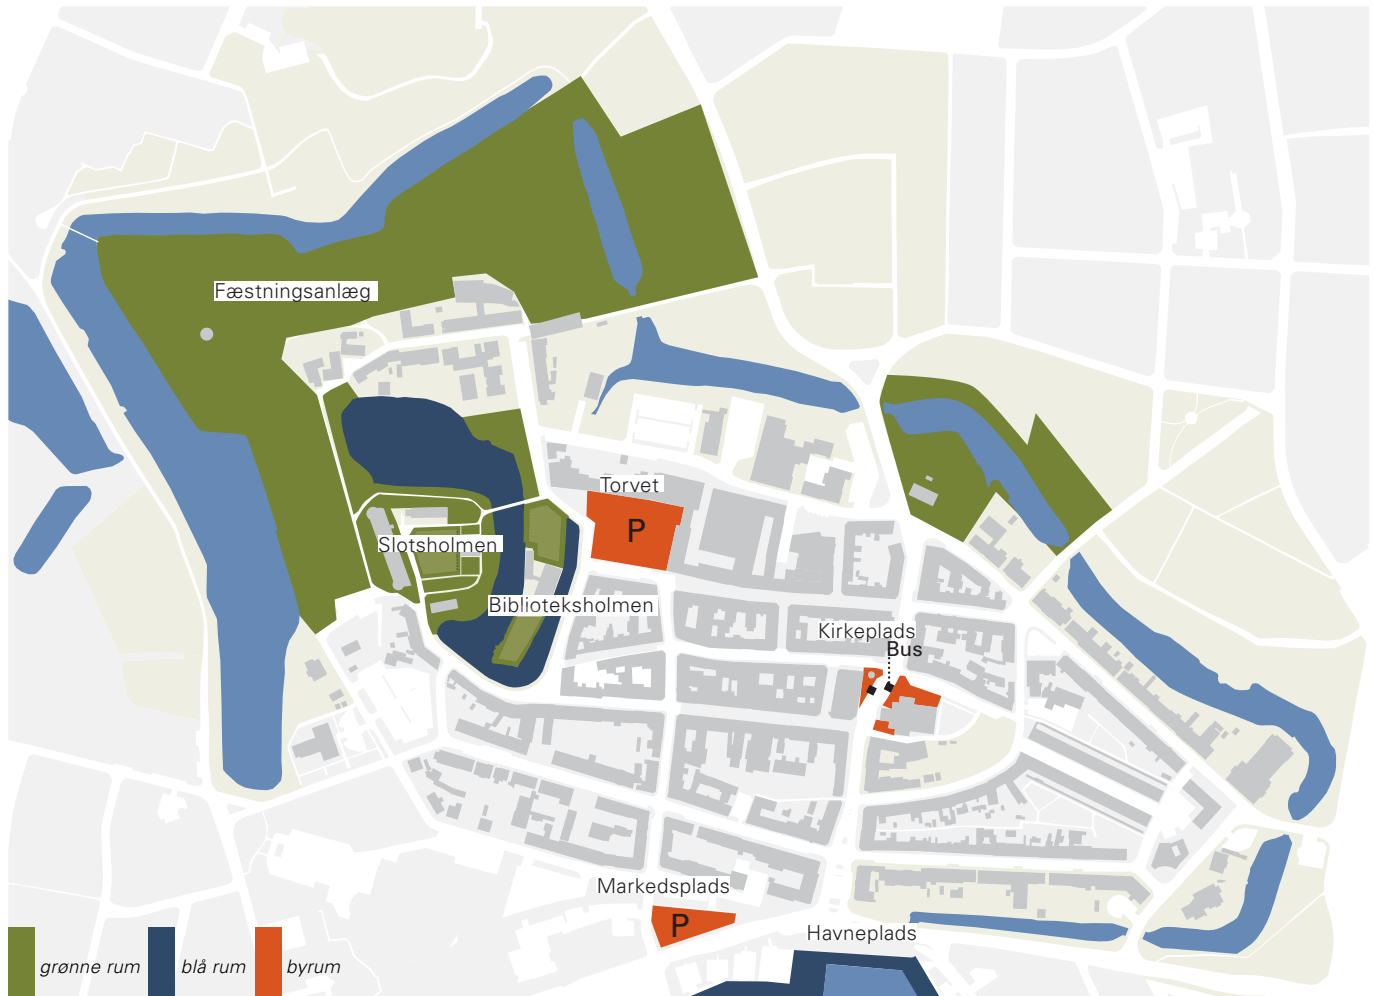 Fæstningsanlæg
Torvet
P
Slotsholmen
Biblioteksholmen
Kirkeplads
Bus
Markedsplads
P
Havneplads
grønne rum
blå rum
byrum